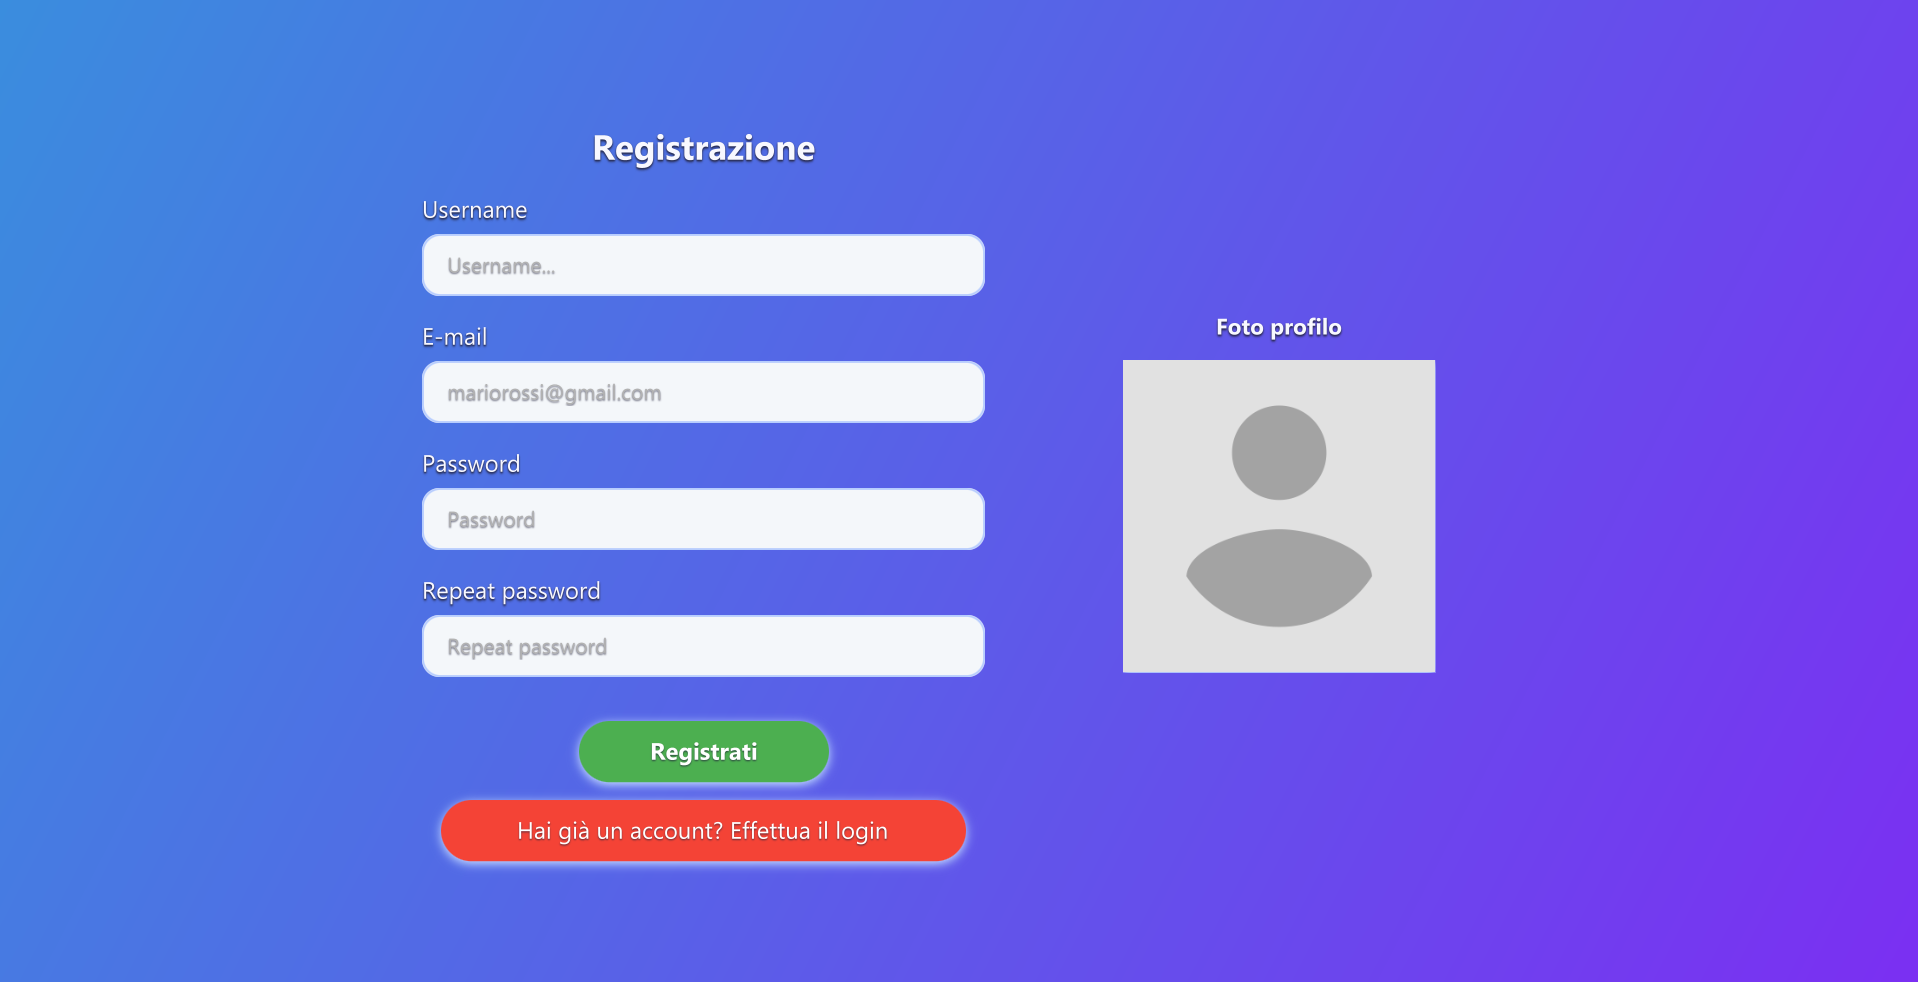 Registrazione
Username
Username...
E-mail
mariorossi@gmail.com
Password
Password
Repeat password
Repeat password
Registrati
Hai già un account? Effettua il login
Foto profilo